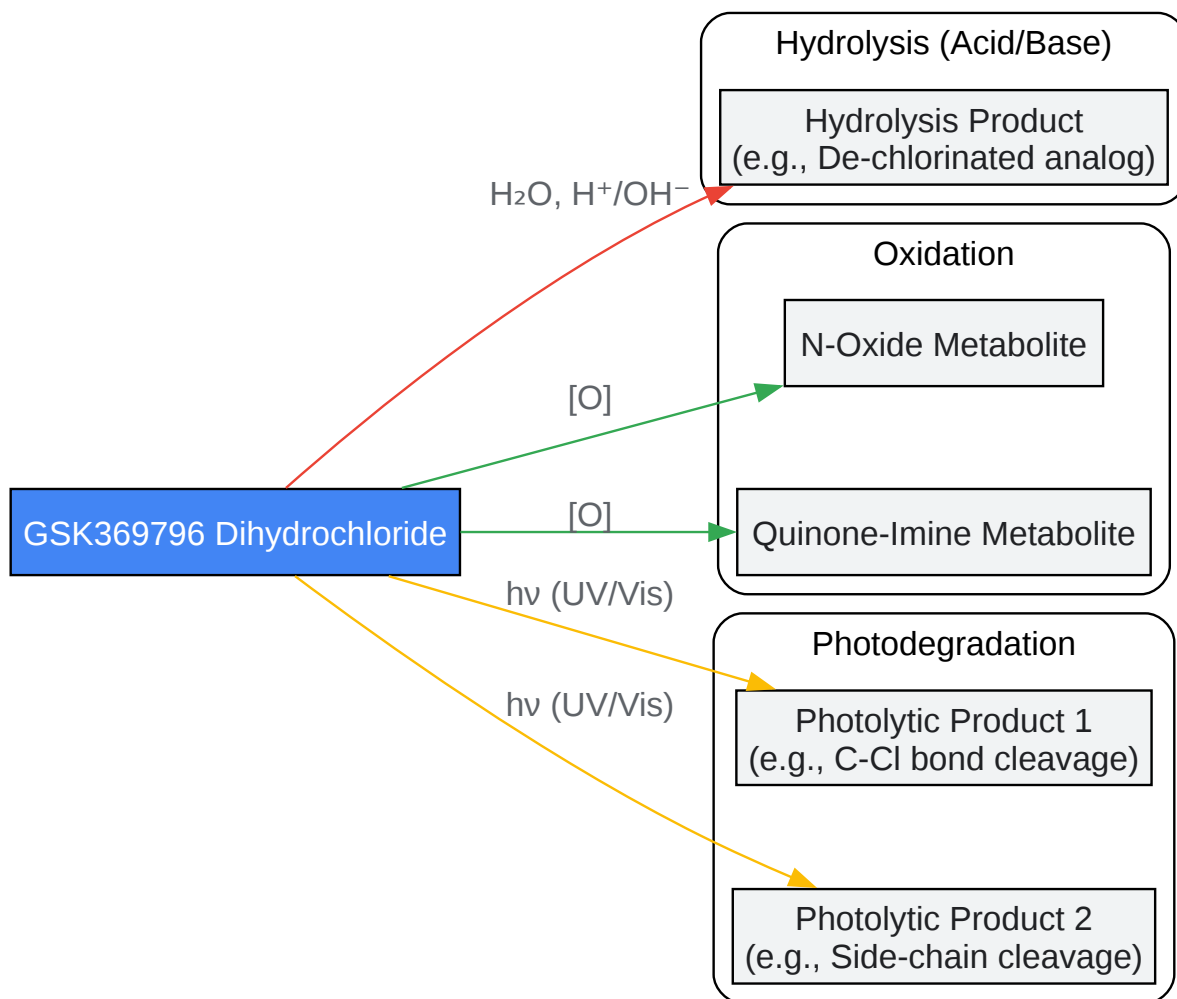 Hydrolysis (Acid/Base)
Hydrolysis Product
(e.g., De-chlorinated analog)
H₂O, H⁺/OH⁻
Oxidation
N-Oxide Metabolite
[O]
GSK369796 Dihydrochloride
[O]
Quinone-Imine Metabolite
hν (UV/Vis)
Photodegradation
hν (UV/Vis)
Photolytic Product 1
(e.g., C-Cl bond cleavage)
Photolytic Product 2
(e.g., Side-chain cleavage)